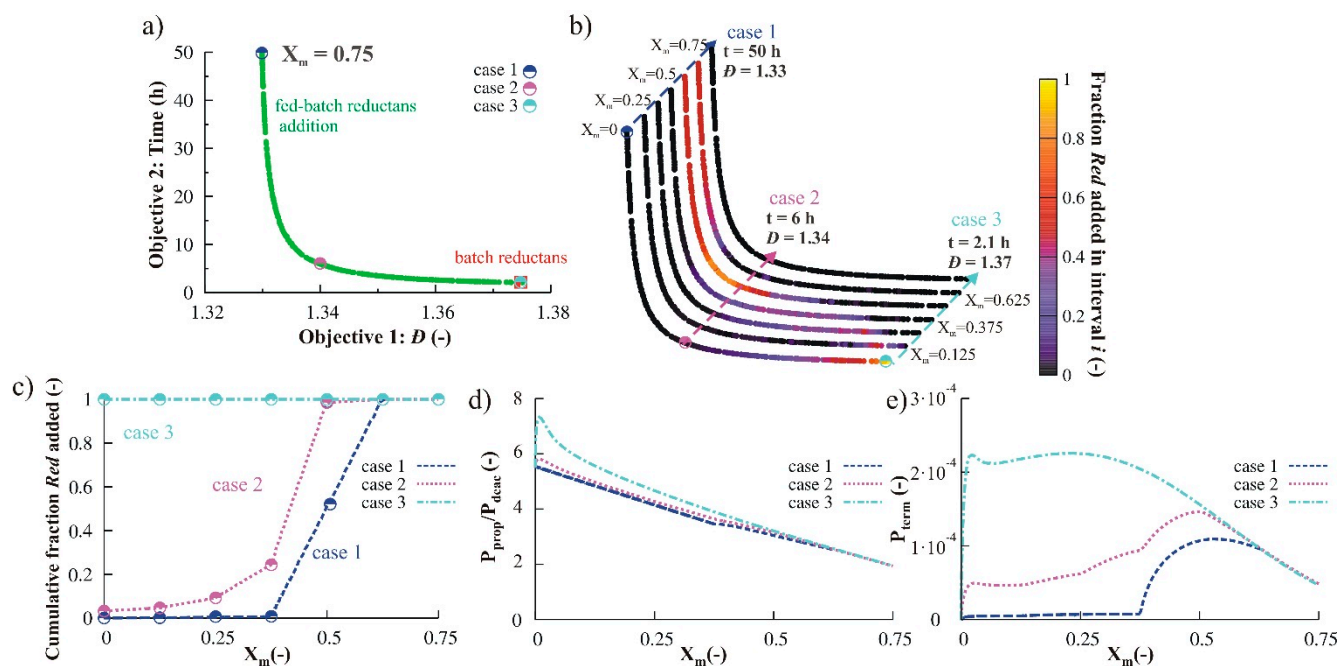 a)
X_m = 0.75
case 1
case 2
case 3
fed-batch reductans
addition
batch reductans
Objective 2: Time (h)
50
40
30
20
10
0
1.32
1.34
1.36
1.38
Objective 1: Đ (-)
b)
case 1
t = 50 h
Đ = 1.33
X_m=0.75
X_m=0.5
X_m=0.25
X_m=0
case 2
t = 6 h
Đ = 1.34
case 3
t = 2.1 h
Đ = 1.37
X_m=0.625
X_m=0.375
X_m=0.125
1
0.8
0.6
0.4
0.2
0
Fraction Red added in interval i (-)
c)
Cumulative fraction Red added (-)
1
0.8
0.6
0.4
0.2
0
case 3
case 2
case 1
case 1
case 2
case 3
0
0.25
0.5
0.75
X_m(-)
d)
P_prop/P_deac (-)
8
6
4
2
0
case 1
case 2
case 3
0
0.25
0.5
0.75
X_m(-)
e)
P_term (-)
3·10^-4
2·10^-4
1·10^-4
0
case 1
case 2
case 3
0
0.25
0.5
0.75
X_m(-)